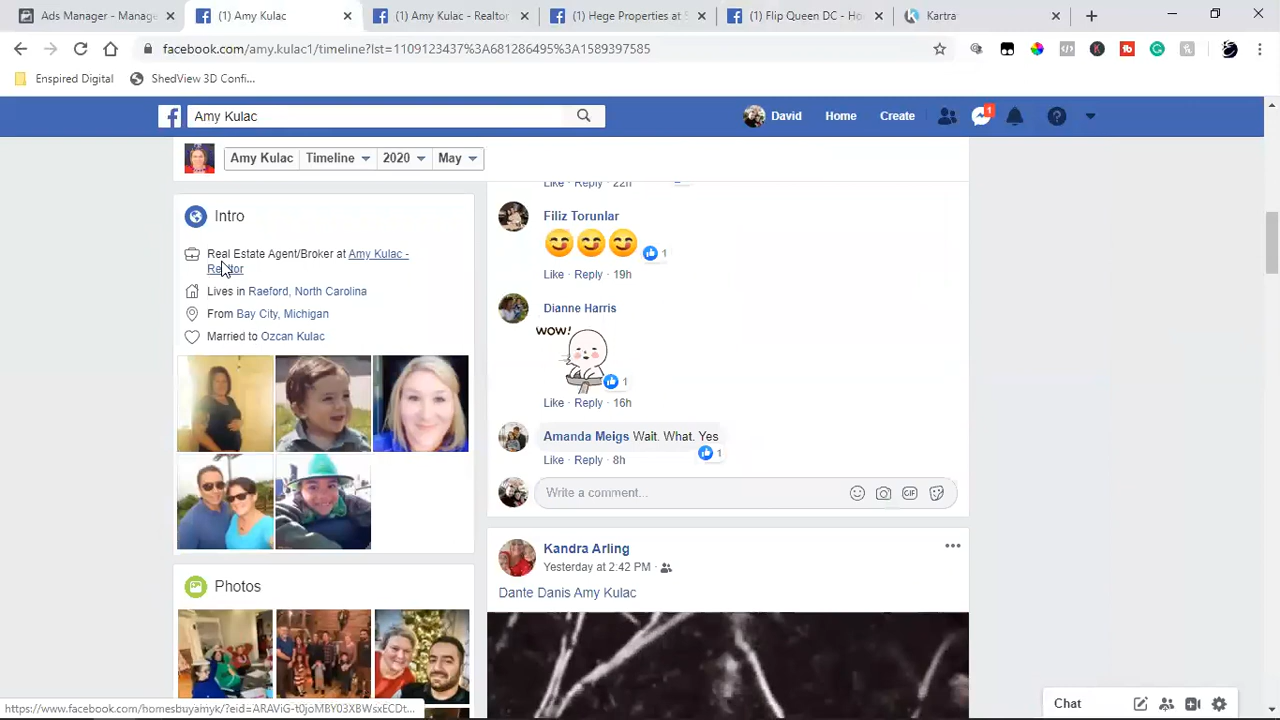 Ads Manager - Manage
(1) Amy Kulac
(1) Amy Kulac - Realtor
(1) Hege Properties at S
(1) Flip Queen DC - Ho
Kartra
facebook.com/amy.kulac1/timeline?lst=1109123437%3A681286495%3A1589397585
Enspired Digital
ShedView 3D Confi...
Amy Kulac
David
Home
Create
1
Amy Kulac
Timeline
2020
May
Intro
Real Estate Agent/Broker at Amy Kulac -
Realtor
Lives in Raeford, North Carolina
From Bay City, Michigan
Married to Ozcan Kulac
Photos
Like · Reply · 22h
Filiz Torunlar
1
Like · Reply · 19h
Dianne Harris
WOW!
1
Like · Reply · 16h
Amanda Meigs Wait. What. Yes
1
Like · Reply · 8h
Write a comment...
GIF
Kandra Arling
Yesterday at 2:42 PM ·
Dante Danis Amy Kulac
Chat
https://www.facebook.com/homesbuyamyk/?eid=ARAViG-t0joMBY03XBWsxECDt...